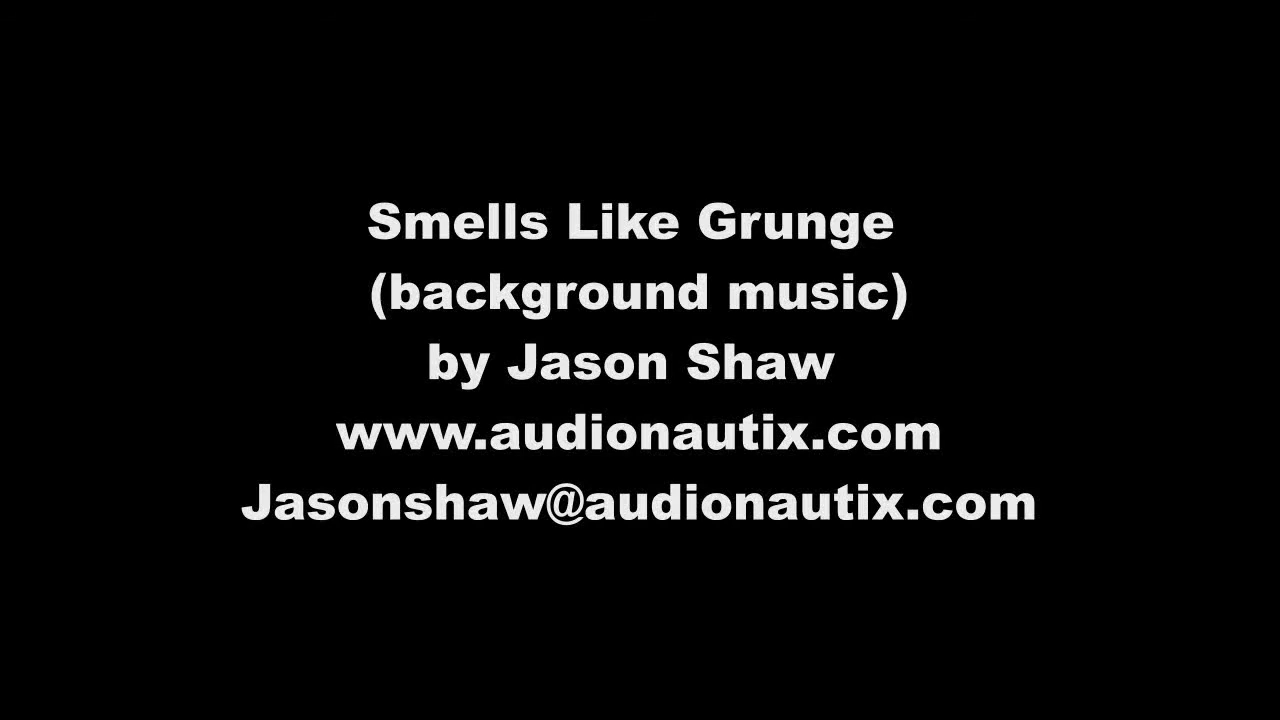 Smells Like Grunge
(background music)
by Jason Shaw
www.audionautix.com
Jasonshaw@audionautix.com